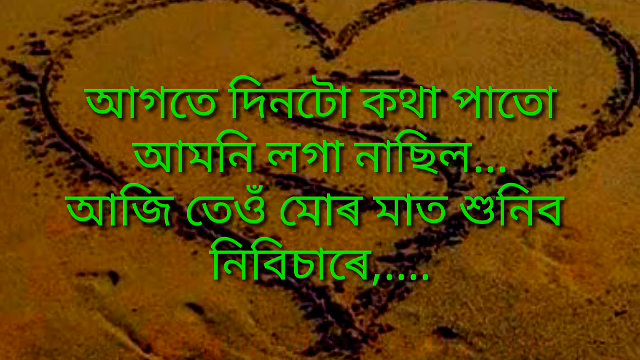 আগতে দিনটো কথা পাতো
আমনি লগা নাছিল...
আজি তেওঁ মোৰ মাত শুনিব
নিবিচাৰে,....